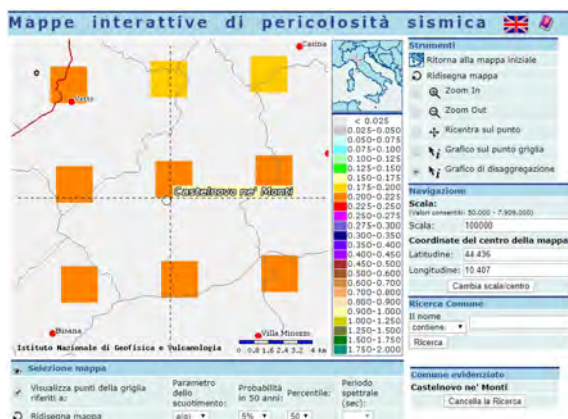 Mappe interattive di pericolosità sismica
Carina
Vetto
Castelnovo ne' Monti
Busana
Villa Minozzo
Istituto Nazionale di Geofisica e Vulcanologia
0 0.8 1.6 2.4 3.2 4 km
< 0.025
0.025-0.050
0.050-0.075
0.075-0.100
0.100-0.125
0.125-0.150
0.150-0.175
0.175-0.200
0.200-0.225
0.225-0.250
0.250-0.275
0.275-0.300
0.300-0.350
0.350-0.400
0.400-0.450
0.450-0.500
0.500-0.600
0.600-0.700
0.700-0.800
0.800-0.900
0.900-1.000
1.000-1.250
1.250-1.500
1.500-1.750
1.750-2.000
Strumenti
Ritorna alla mappa iniziale
Ridisegna mappa
Zoom In
Zoom Out
Ricentra sul punto
Grafico sul punto griglia
Grafico di disaggregazione
Navigazione
Scala:
(Valori consentiti: 50.000 - 7.909.000)
Scala: 100000
Coordinate del centro della mappa
Latitudine: 44.436
Longitudine: 10.407
Cambia scala/centro
Ricerca Comune
Il nome
contiene
Ricerca
Comune evidenziato
Castelnovo ne' Monti
Cancella la Ricerca
Selezione mappa
Visualizza punti della griglia riferiti a:
Parametro dello scuotimento:
Probabilità in 50 anni:
Percentile:
Periodo spettrale (sec):
Ridisegna mappa
a(g)
5%
50